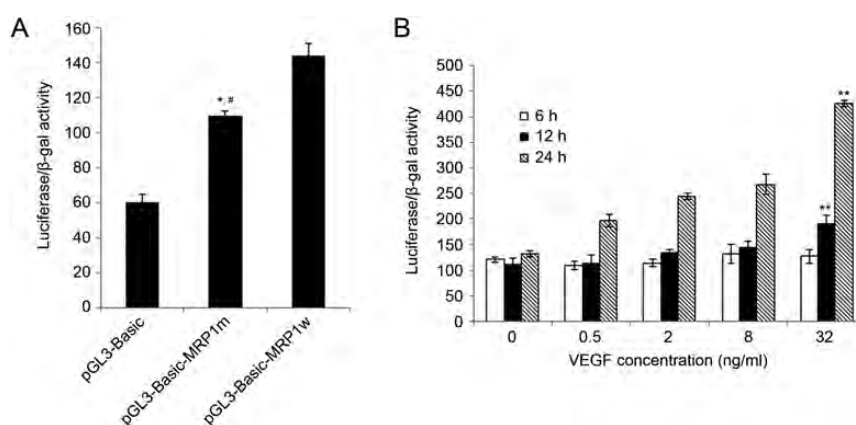 A
Luciferase/β-gal activity
160
140
120
100
80
60
40
20
0
*,#
pGL3-Basic
pGL3-Basic-MRP1m
pGL3-Basic-MRP1w
B
Luciferase/β-gal activity
500
450
400
350
300
250
200
150
100
50
0
6 h
12 h
24 h
**
**
0 0.5 2 8 32
VEGF concentration (ng/ml)